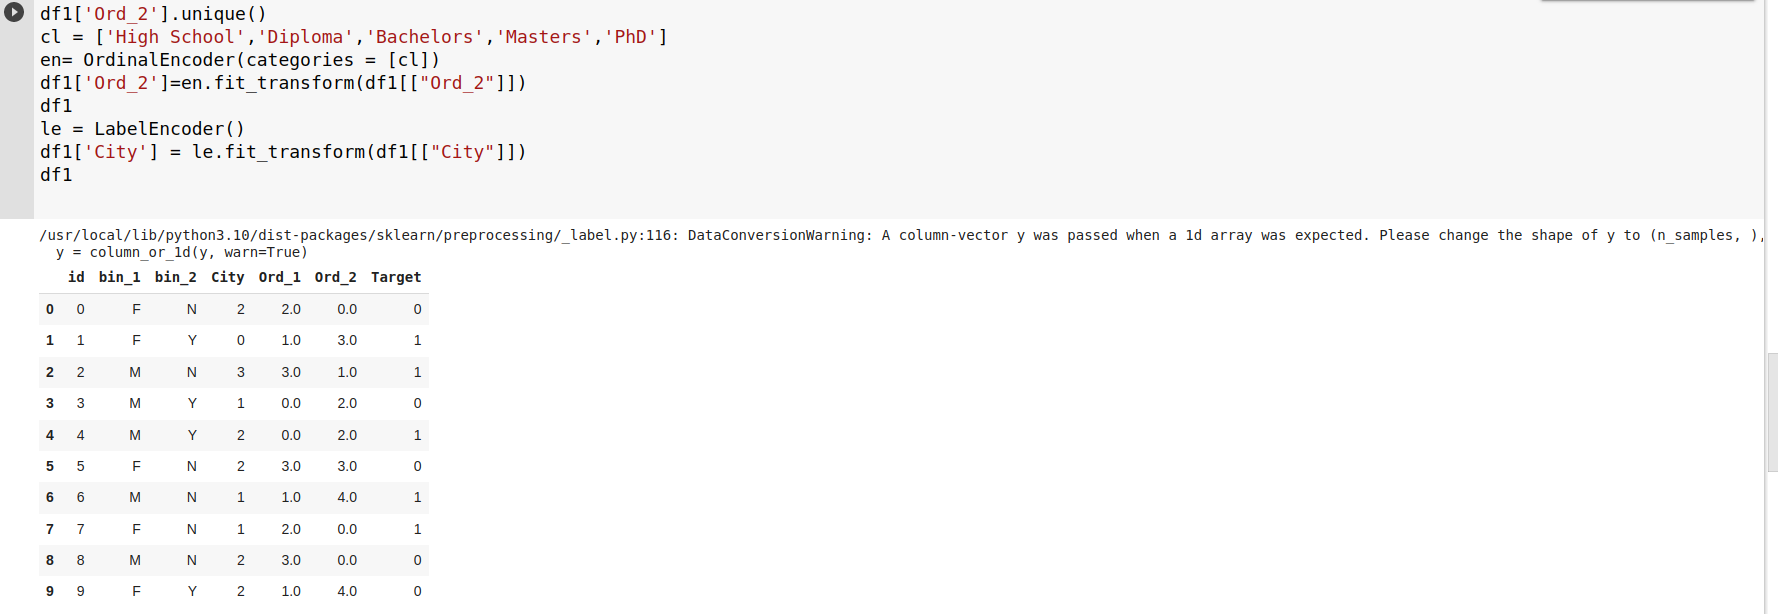 df1['Ord_2'].unique()
cl = ['High School','Diploma','Bachelors','Masters','PhD']
en= OrdinalEncoder(categories = [cl])
df1['Ord_2']=en.fit_transform(df1[["Ord_2"]])
df1
le = LabelEncoder()
df1['City'] = le.fit_transform(df1[["City"]])
df1
/usr/local/lib/python3.10/dist-packages/sklearn/preprocessing/_label.py:116: DataConversionWarning: A column-vector y was passed when a 1d array was expected. Please change the shape of y to (n_samples, ),
y = column_or_1d(y, warn=True)
id bin_1 bin_2 City Ord_1 Ord_2 Target
0 0 F N 2 2.0 0.0 0
1 1 F Y 0 1.0 3.0 1
2 2 M N 3 3.0 1.0 1
3 3 M Y 1 0.0 2.0 0
4 4 M Y 2 0.0 2.0 1
5 5 F N 2 3.0 3.0 0
6 6 M N 1 1.0 4.0 1
7 7 F N 1 2.0 0.0 1
8 8 M N 2 3.0 0.0 0
9 9 F Y 2 1.0 4.0 0